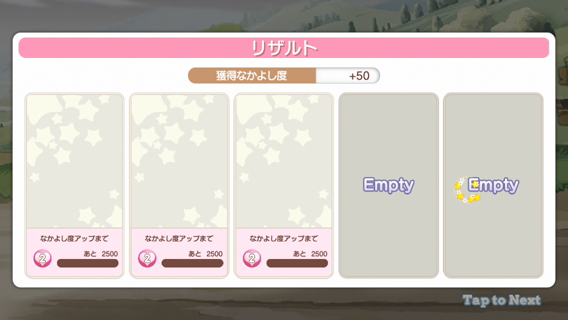 リザルト
獲得なかよし度 +50
なかよし度アップまで
2 あと 2500
なかよし度アップまで
2 あと 2500
なかよし度アップまで
2 あと 2500
Empty
Empty
Tap to Next